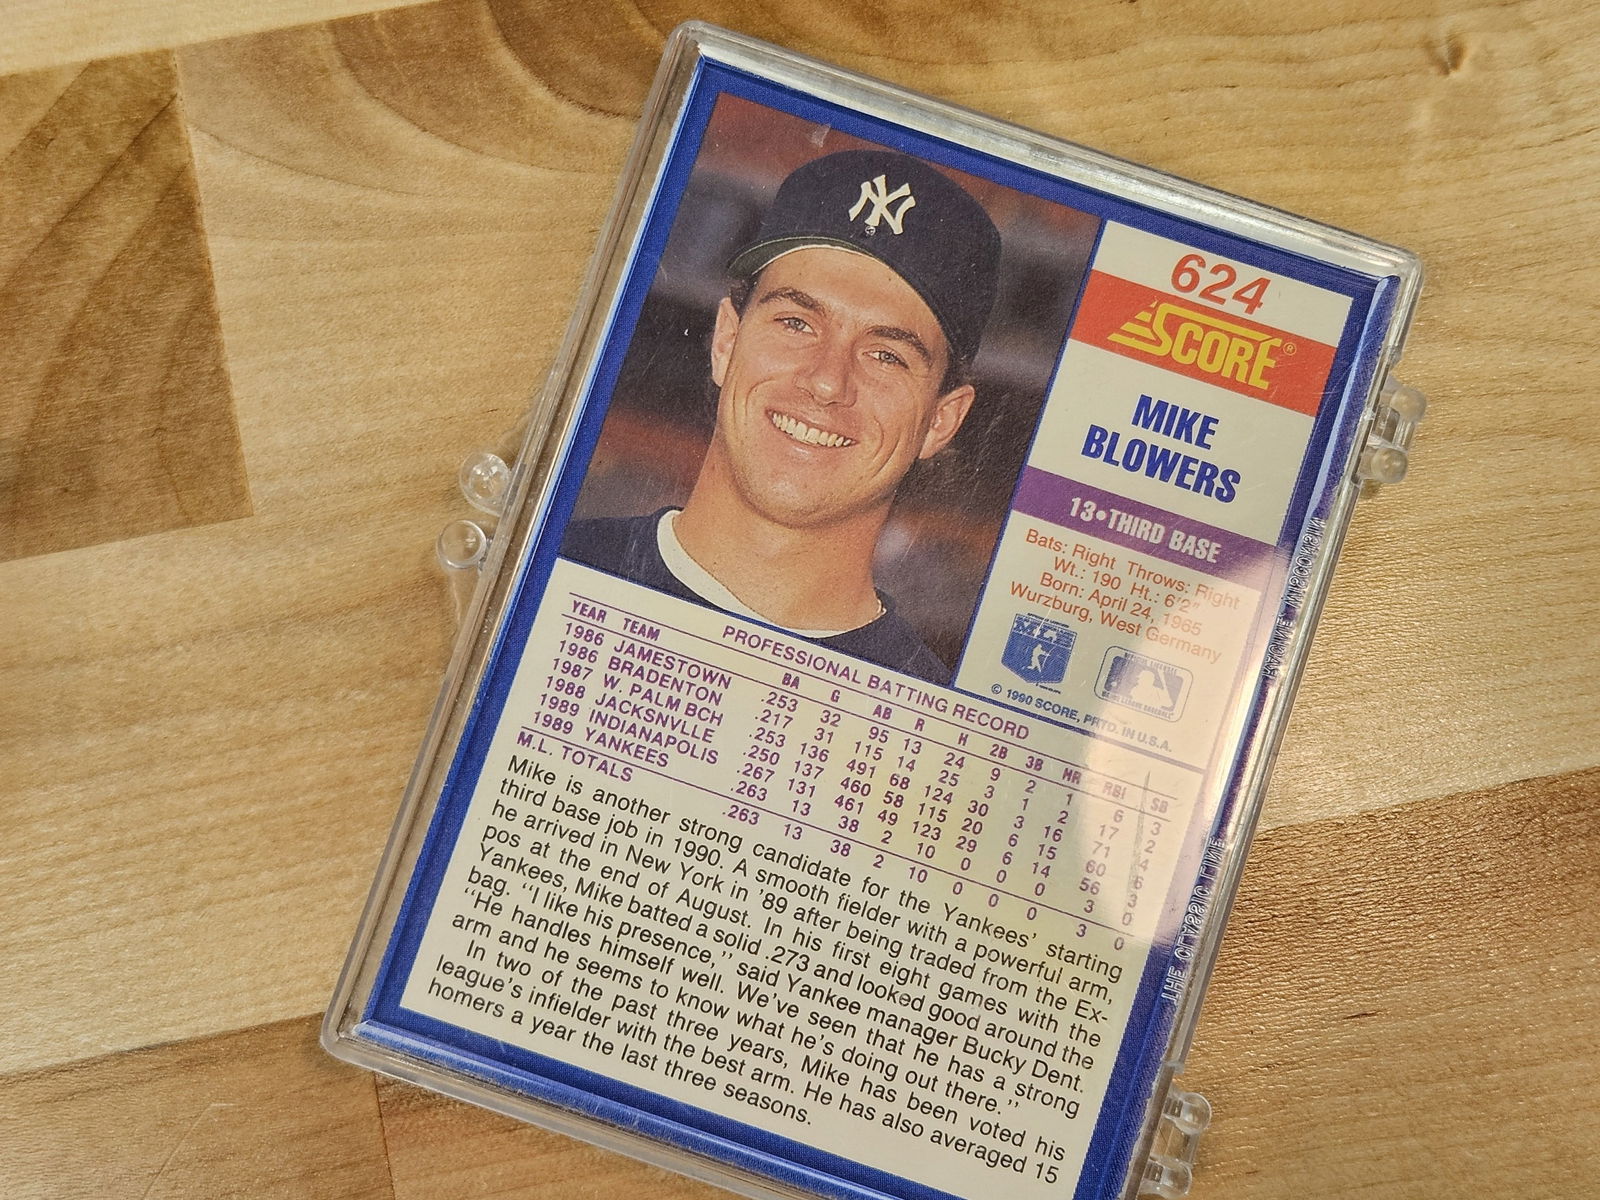 NY
624
SCORE®
MIKE
BLOWERS
13•THIRD BASE
Bats: Right Throws: Right
Wt.: 190 Ht.: 6'2"
Born: April 24, 1965
Wurzburg, West Germany
© 1990 SCORE, PRTD. IN U.S.A.
PROFESSIONAL BATTING RECORD
YEAR TEAM BA G AB R H 2B 3B HR RBI SB
1986 JAMESTOWN .253 32 95 13 24 9 2 1 6 3
1986 BRADENTON .217 31 115 14 25 3 1 2 17 2
1987 W. PALM BCH .253 136 491 68 124 30 3 16 71 4
1988 JACKSNVLLE .250 137 460 58 115 20 6 15 60 6
1989 INDIANAPOLIS .267 131 461 49 123 29 6 14 56 3
1989 YANKEES .263 13 38 2 10 0 0 0 3 0
M.L. TOTALS .263 13 38 2 10 0 0 0 3 0
Mike is another strong candidate for the Yankees' starting
third base job in 1990. A smooth fielder with a powerful arm,
he arrived in New York in '89 after being traded from the Ex-
pos at the end of August. In his first eight games with the
Yankees, Mike batted a solid .273 and looked good around the
bag. "I like his presence," said Yankee manager Bucky Dent.
"He handles himself well. We've seen that he has a strong
arm and he seems to know what he's doing out there."
In two of the past three years, Mike has been voted his
league's infielder with the best arm. He has also averaged 15
homers a year the last three seasons.